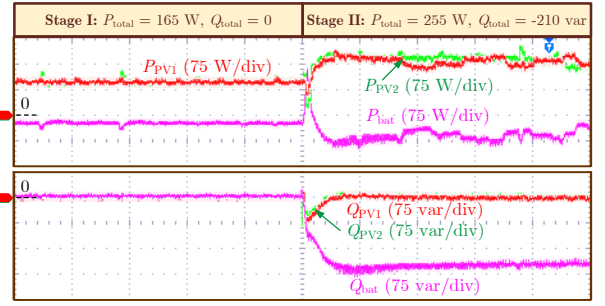 Stage I: P_total = 165 W, Q_total = 0
Stage II: P_total = 255 W, Q_total = -210 var
P_PV1 (75 W/div)
P_PV2 (75 W/div)
0
P_bat (75 W/div)
0
Q_PV1 (75 var/div)
Q_PV2 (75 var/div)
Q_bat (75 var/div)